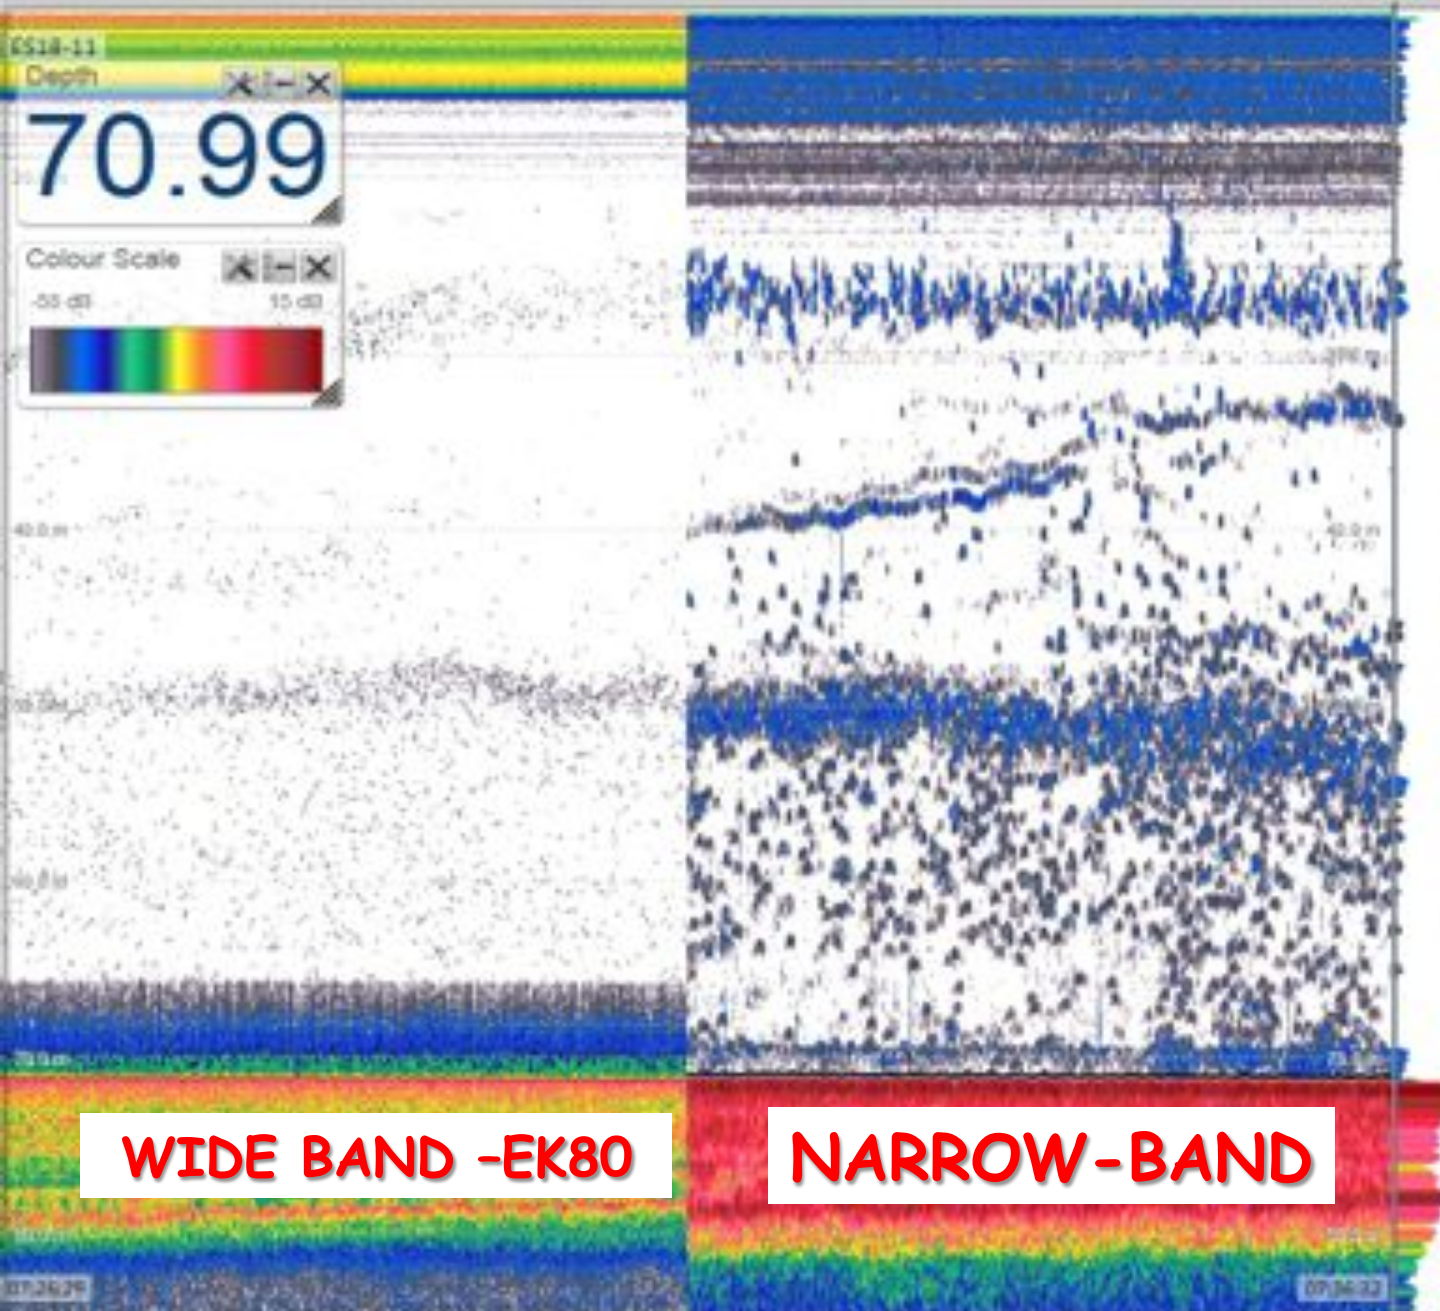 ES18-11
Depth
70.99
Colour Scale
-55 dB 15 dB
40.0 m
40.0 m
WIDE BAND –EK80
NARROW-BAND